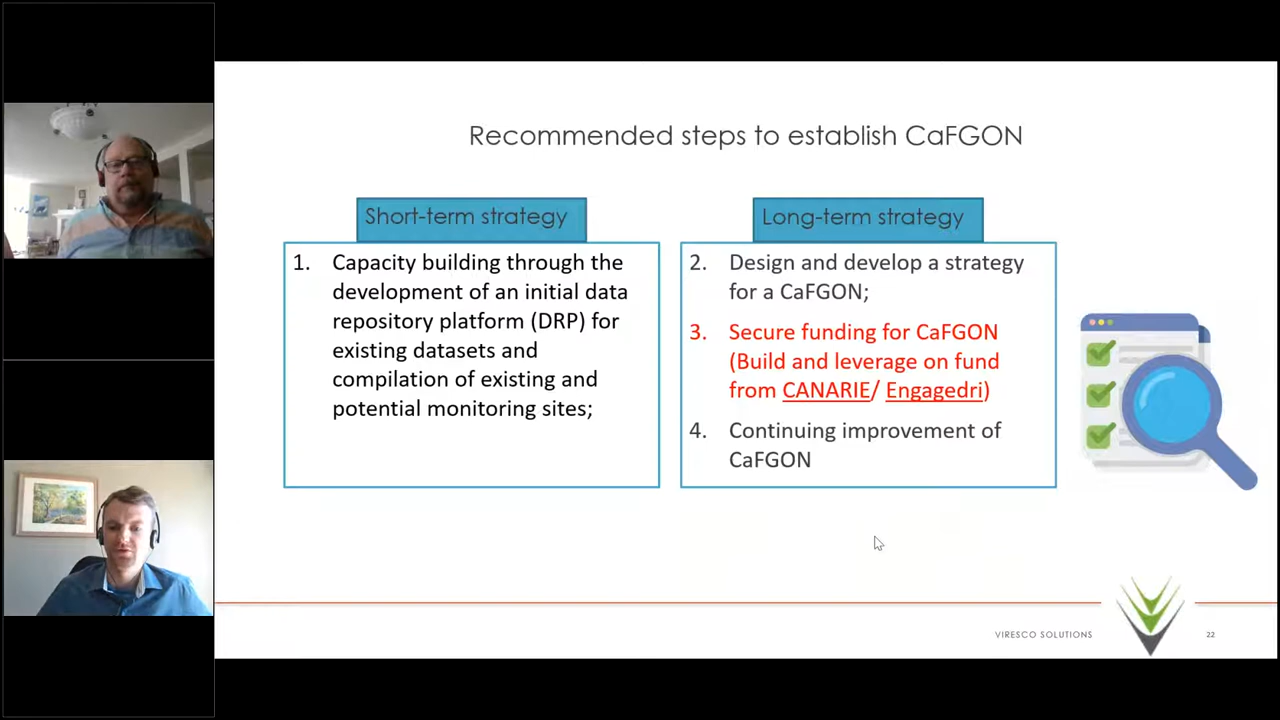 Recommended steps to establish CaFGON
Short-term strategy
1. Capacity building through the
development of an initial data
repository platform (DRP) for
existing datasets and
compilation of existing and
potential monitoring sites;
Long-term strategy
2. Design and develop a strategy
for a CaFGON;
3. Secure funding for CaFGON
(Build and leverage on fund
from CANARIE/ Engagedri)
4. Continuing improvement of
CaFGON
VIRESCO SOLUTIONS
22